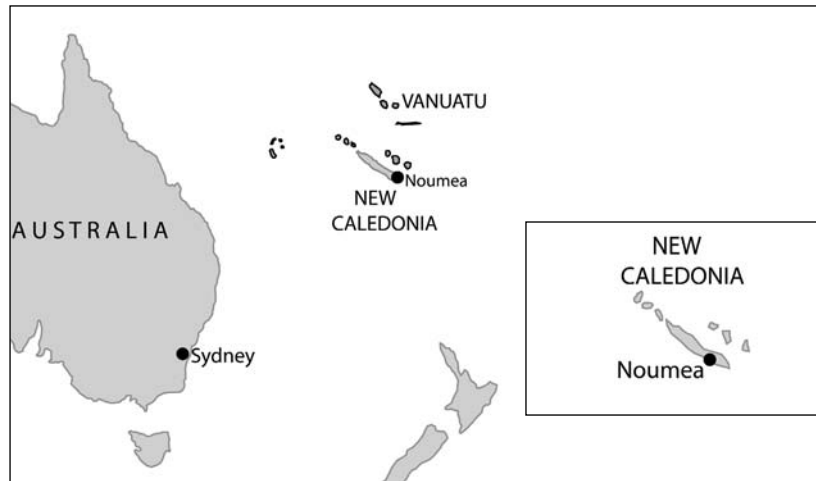 VANUATU
Noumea
NEW
CALEDONIA
AUSTRALIA
Sydney
NEW
CALEDONIA
Noumea